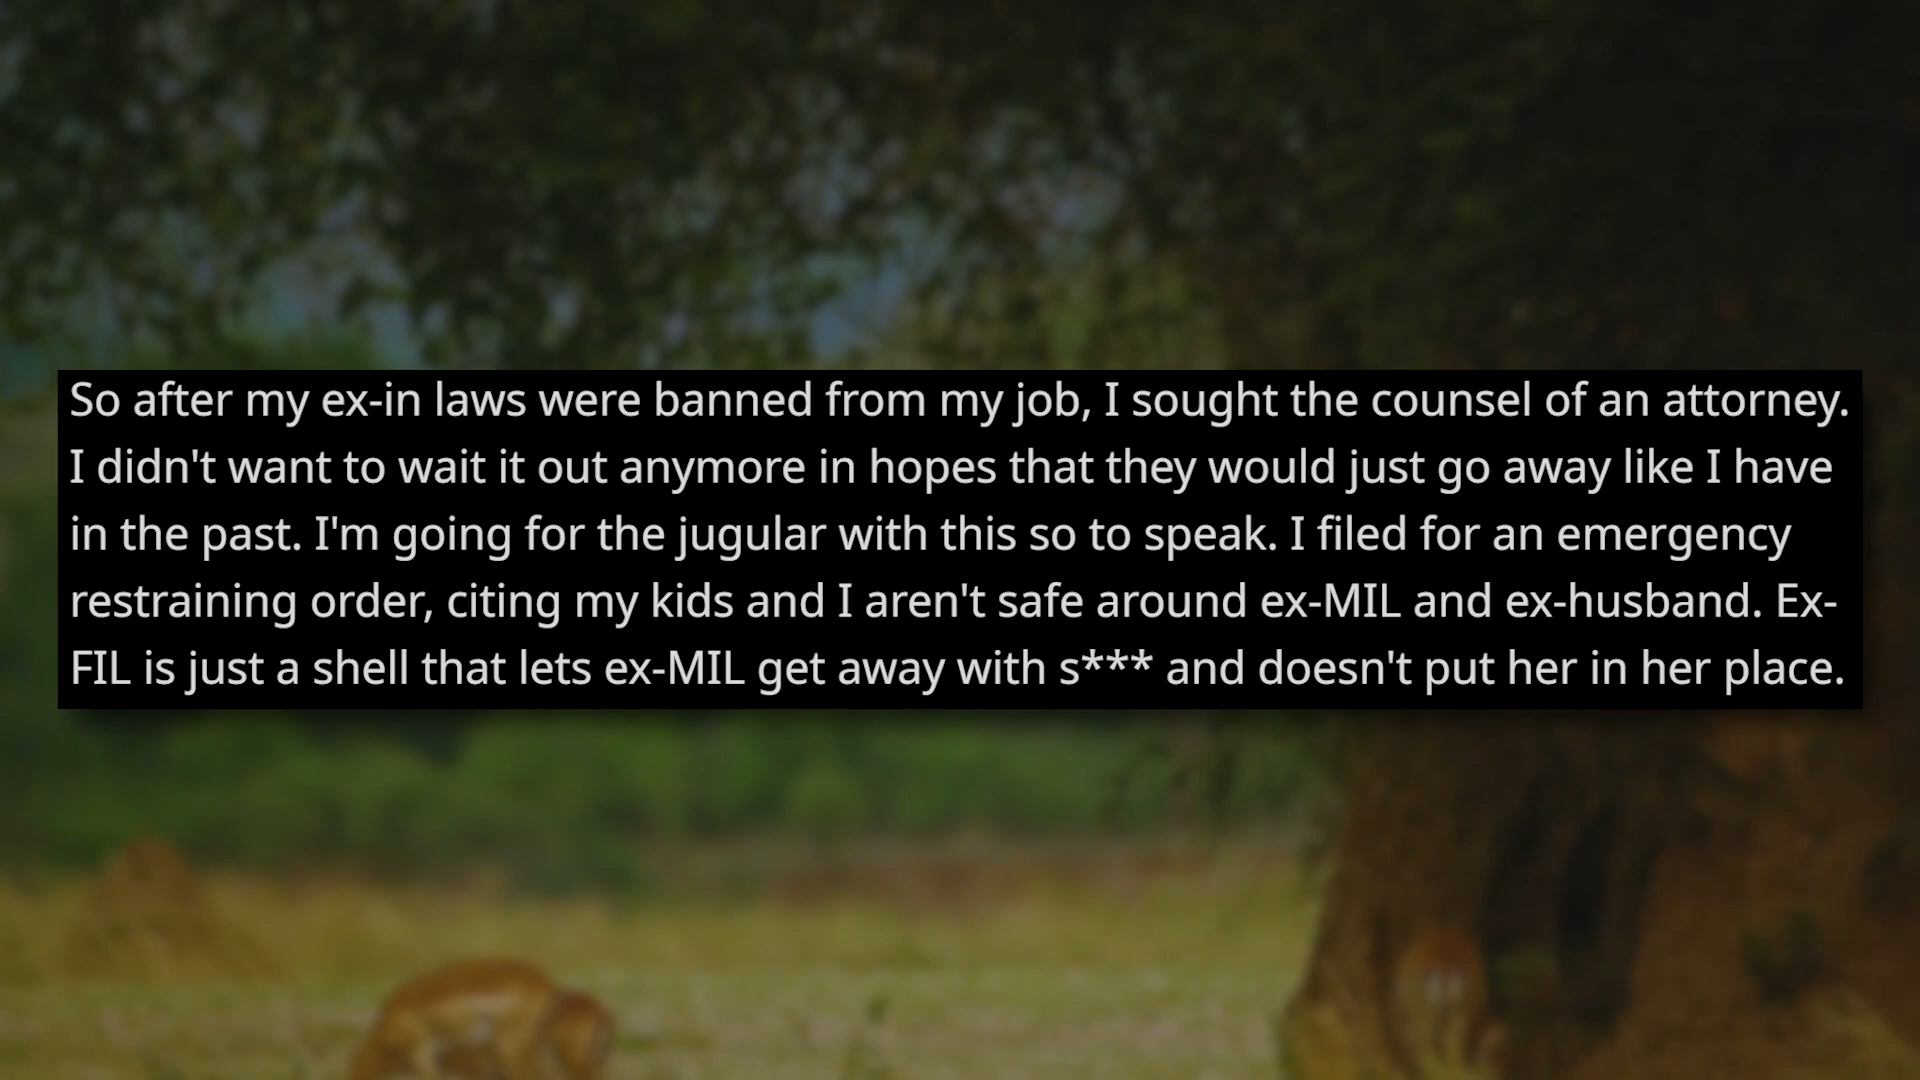 So after my ex-in laws were banned from my job, I sought the counsel of an attorney.
I didn't want to wait it out anymore in hopes that they would just go away like I have
in the past. I'm going for the jugular with this so to speak. I filed for an emergency
restraining order, citing my kids and I aren't safe around ex-MIL and ex-husband. Ex-
FIL is just a shell that lets ex-MIL get away with s*** and doesn't put her in her place.